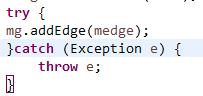 try {
mg.addEdge(medge);
}catch (Exception e) {
    throw e;
}